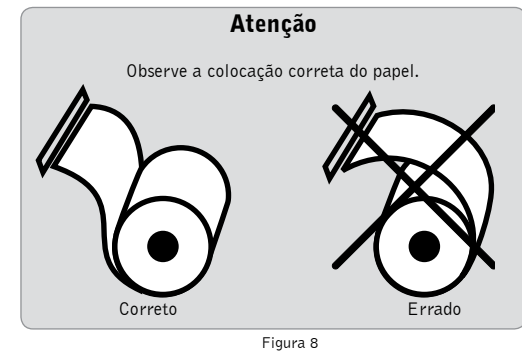 Atenção
Observe a colocação correta do papel.
Correto Errado
Figura 8